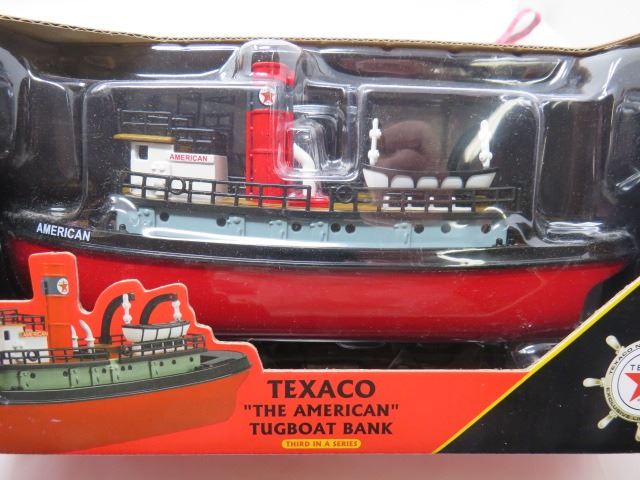 AMERICAN
AMERICAN
TEXACO
"THE AMERICAN"
TUGBOAT BANK
THIRD IN A SERIES